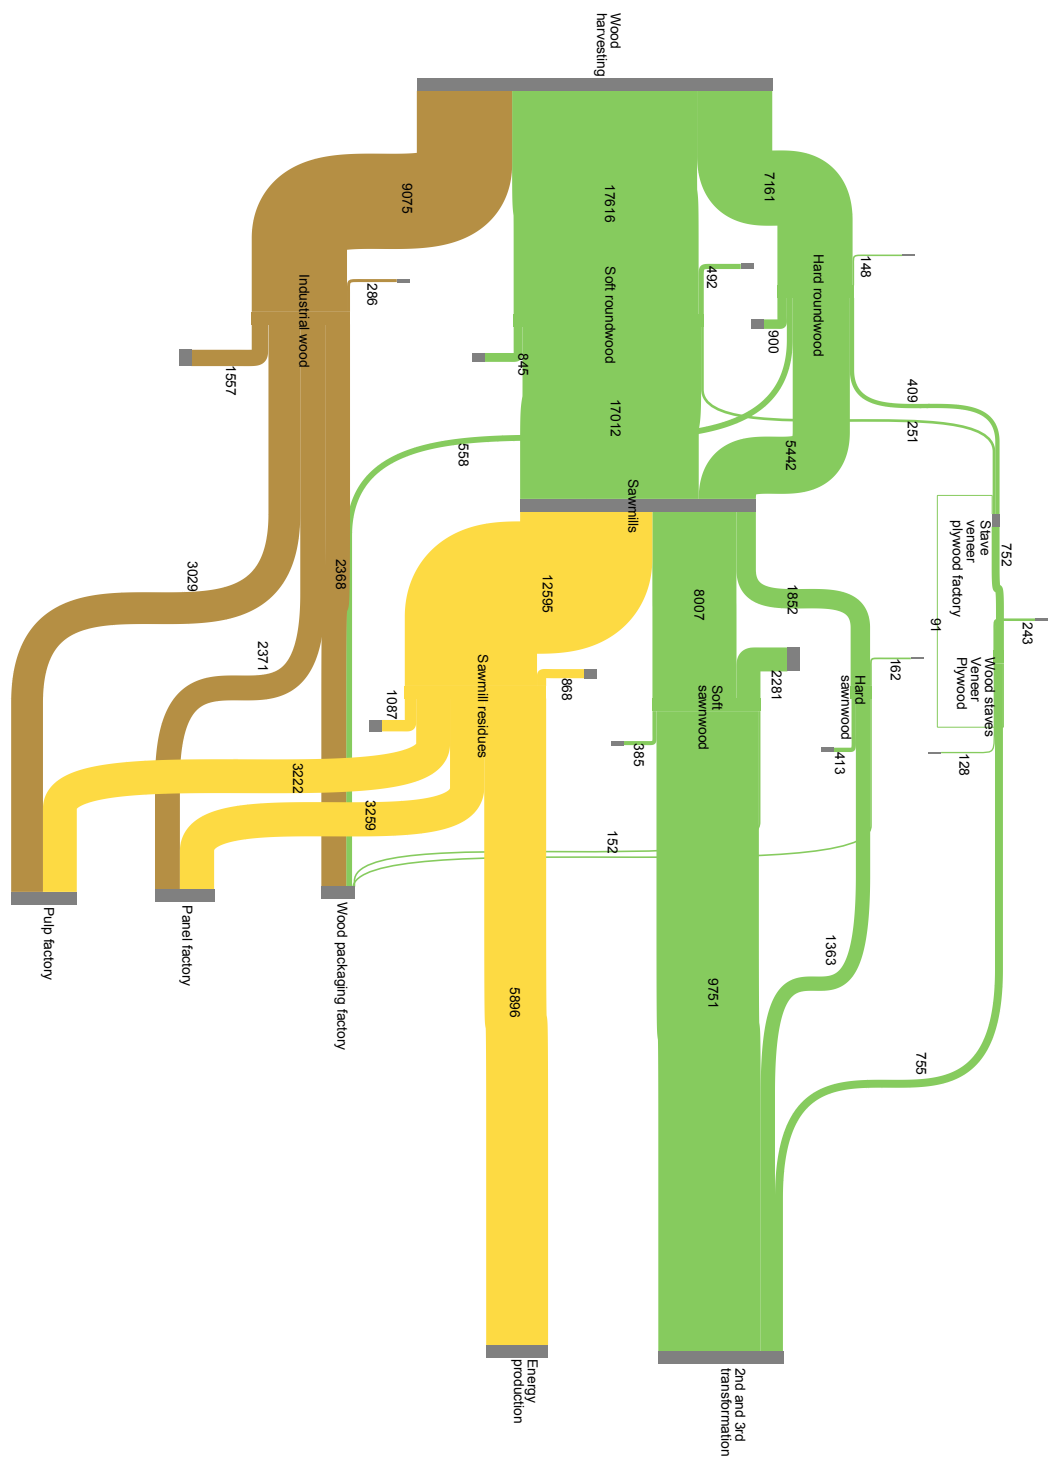 Wood
harvesting
9075
17616
7161
Industrial wood
286
1557
Soft roundwood
492
845
Hard roundwood
148
900
409
251
558
17012
5442
Sawmills
Stave
veneer
plywood factory
752
243
91
Wood staves
Veneer
Plywood
128
3029
2371
2368
12595
8007
1852
162
Sawmill residues
1087
868
Soft
sawnwood
2281
385
Hard
sawnwood
413
3222
3259
152
5896
9751
1363
755
Pulp factory
Panel factory
Wood packaging factory
Energy
production
2nd and 3rd
transformation